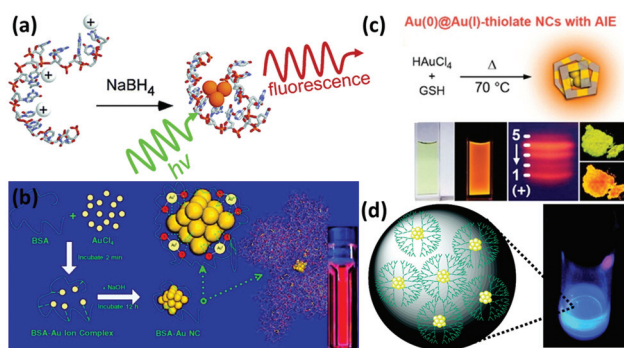 (a)
+
+
+
NaBH4
fluorescence
hν
(b)
BSA
+
AuCl4
Incubate 2 min
NaOH
Incubate 12 h
BSA-Au Ion Complex
BSA-Au NC
(c)
Au(0)@Au(I)-thiolate NCs with AIE
HAuCl4
+
GSH
Δ
70 °C
5
1
(+)
(d)